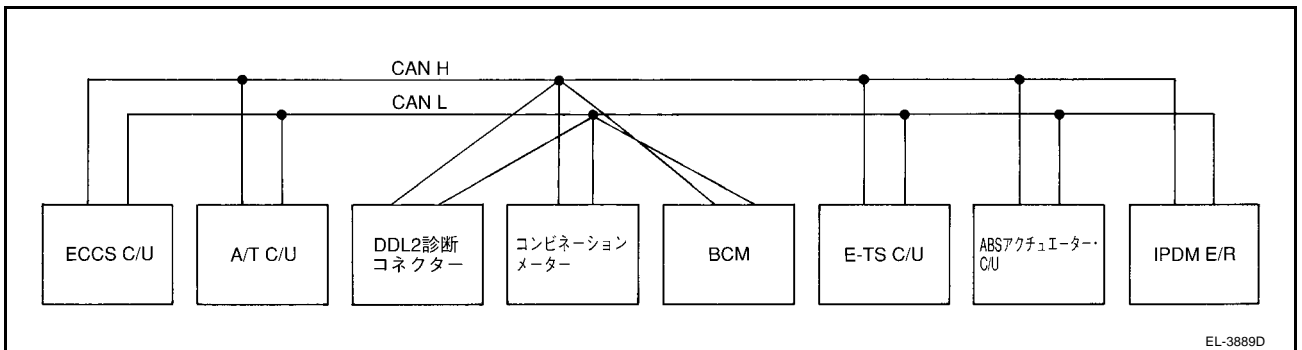 CAN H
CAN L
ECCS C/U
A/T C/U
DDL2診断
コネクター
コンビネーション
メーター
BCM
E-TS C/U
ABSアクチュエーター・
C/U
IPDM E/R
EL-3889D